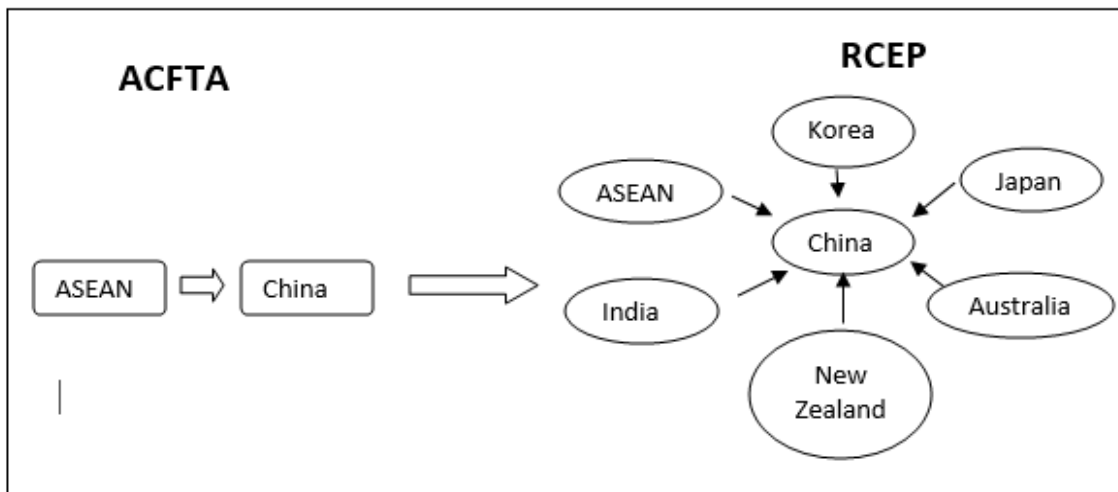 ACFTA
ASEAN
China
RCEP
Korea
ASEAN
Japan
China
India
Australia
New
Zealand